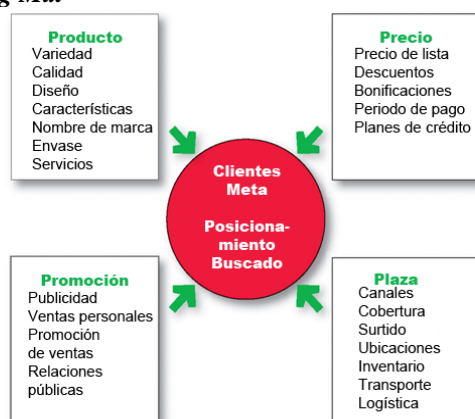 Producto
Variedad
Calidad
Diseño
Características
Nombre de marca
Envase
Servicios
Precio
Precio de lista
Descuentos
Bonificaciones
Periodo de pago
Planes de crédito
Clientes
Meta
Posiciona-
miento
Buscado
Promoción
Publicidad
Ventas personales
Promoción
de ventas
Relaciones
públicas
Plaza
Canales
Cobertura
Surtido
Ubicaciones
Inventario
Transporte
Logística